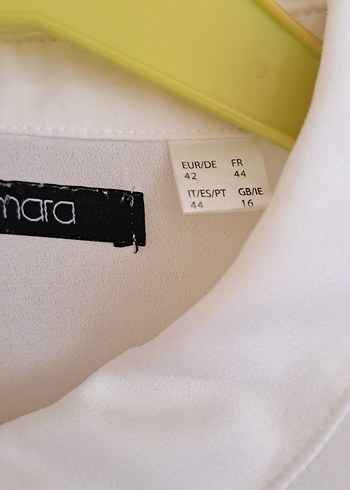 mara
EUR/DE FR
42 44
IT/ES/PT GB/IE
44 16